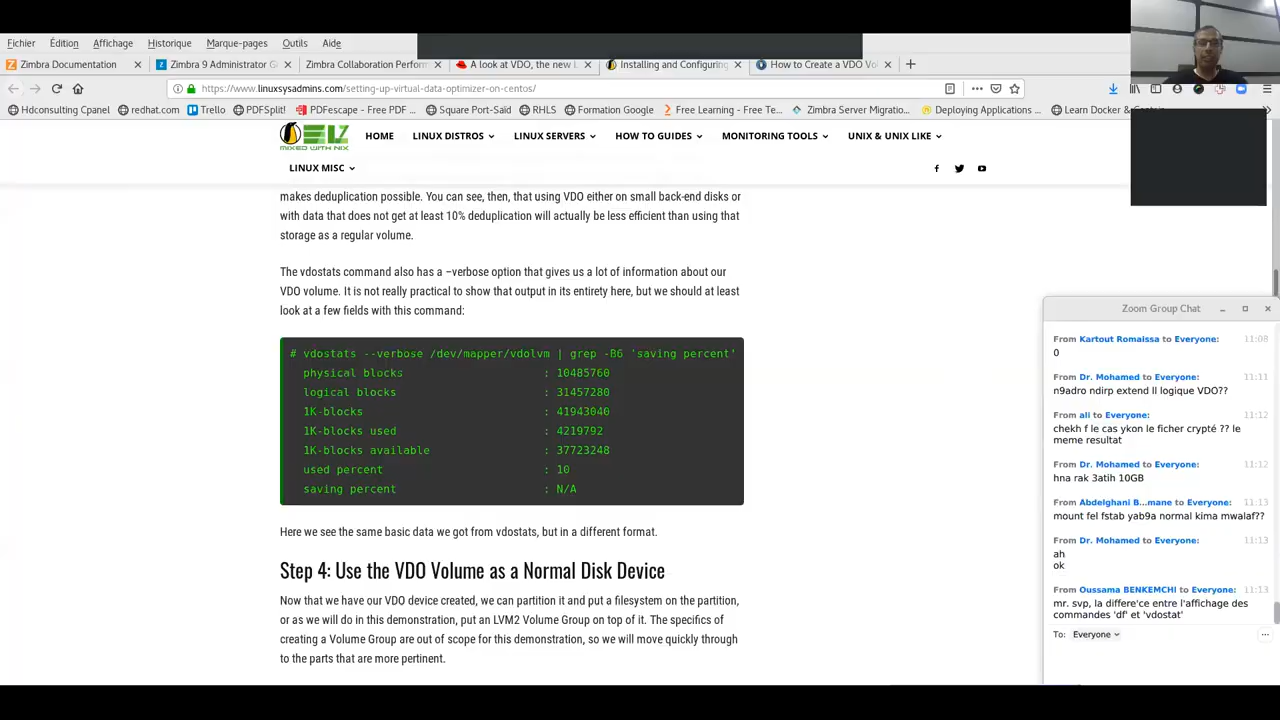 Fichier Édition Affichage Historique Marque-pages Outils Aide
Zimbra Documentation
Zimbra 9 Administrator G
Zimbra Collaboration Perform
A look at VDO, the new L
Installing and Configuring
How to Create a VDO Vo
https://www.linuxsysadmins.com/setting-up-virtual-data-optimizer-on-centos/
Hdconsulting Cpanel redhat.com Trello PDFSplit! PDFescape - Free PDF ... Square Port-Saïd RHLS Formation Google Free Learning - Free Te... Zimbra Server Migratio... Deploying Applications ... Learn Docker &
MIXED WITH NIX
HOME LINUX DISTROS LINUX SERVERS HOW TO GUIDES MONITORING TOOLS UNIX & UNIX LIKE
LINUX MISC
makes deduplication possible. You can see, then, that using VDO either on small back-end disks or
with data that does not get at least 10% deduplication will actually be less efficient than using that
storage as a regular volume.
The vdostats command also has a –verbose option that gives us a lot of information about our
VDO volume. It is not really practical to show that output in its entirety here, but we should at least
look at a few fields with this command:
# vdostats --verbose /dev/mapper/vdolvm | grep -B6 'saving percent'
physical blocks : 10485760
logical blocks : 31457280
1K-blocks : 41943040
1K-blocks used : 4219792
1K-blocks available : 37723248
used percent : 10
saving percent : N/A
Here we see the same basic data we got from vdostats, but in a different format.
Step 4: Use the VDO Volume as a Normal Disk Device
Now that we have our VDO device created, we can partition it and put a filesystem on the partition,
or as we will do in this demonstration, put an LVM2 Volume Group on top of it. The specifics of
creating a Volume Group are out of scope for this demonstration, so we will move quickly through
to the parts that are more pertinent.
Zoom Group Chat
From Kartout Romaissa to Everyone: 11:08
0
From Dr. Mohamed to Everyone: 11:11
n9adro ndirp extend ll logique VDO??
From ali to Everyone: 11:12
chekh f le cas ykon le ficher crypté ?? le
meme resultat
From Dr. Mohamed to Everyone: 11:12
hna rak 3atih 10GB
From Abdelghani B...mane to Everyone: 11:13
mount fel fstab yab9a normal kima mwalaf??
From Dr. Mohamed to Everyone: 11:13
ah
ok
From Oussama BENKEMCHI to Everyone: 11:13
mr. svp, la differe'ce entre l'affichage des
commandes 'df' et 'vdostat'
To: Everyone